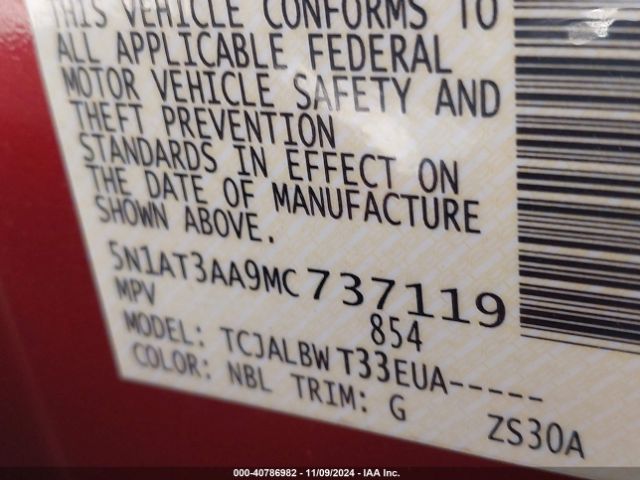 THIS VEHICLE CONFORMS TO
ALL APPLICABLE FEDERAL
MOTOR VEHICLE SAFETY AND
THEFT PREVENTION
STANDARDS IN EFFECT ON
THE DATE OF MANUFACTURE
SHOWN ABOVE.
5N1AT3AA9MC737119
MPV 854
MODEL: TCJALBW T33EUA-----
COLOR: NBL TRIM: G ZS30A
000-40786982 - 11/09/2024 - IAA Inc.